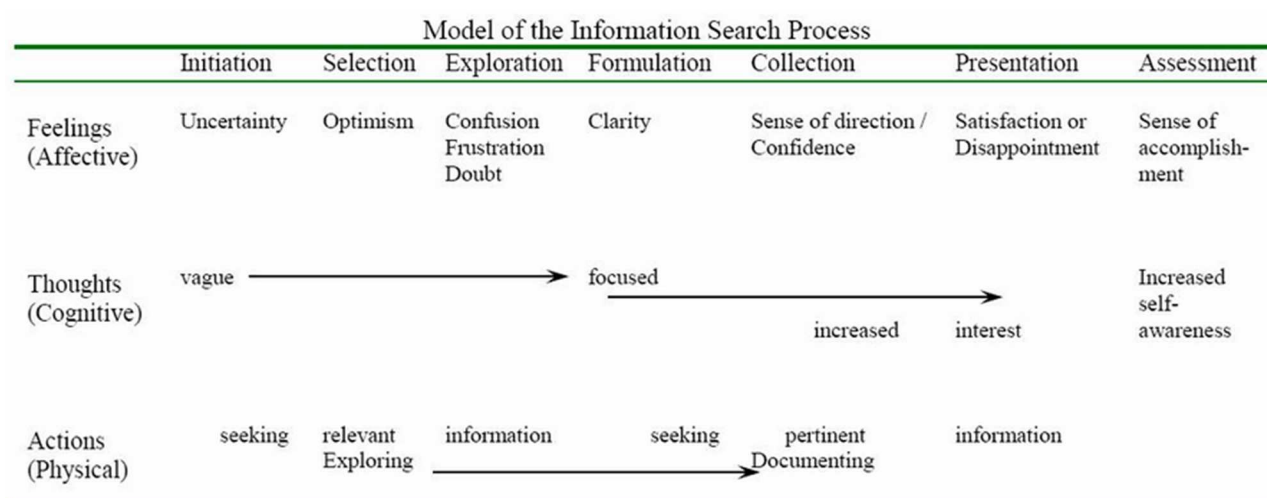 Model of the Information Search Process
Initiation Selection Exploration Formulation Collection Presentation Assessment
Feelings (Affective)
Uncertainty
Optimism
Confusion
Frustration
Doubt
Clarity
Sense of direction /
Confidence
Satisfaction or
Disappointment
Sense of
accomplish-
ment
Thoughts
(Cognitive)
vague
focused
increased interest
Increased
self-
awareness
Actions
(Physical)
seeking relevant information seeking pertinent information
Exploring Documenting